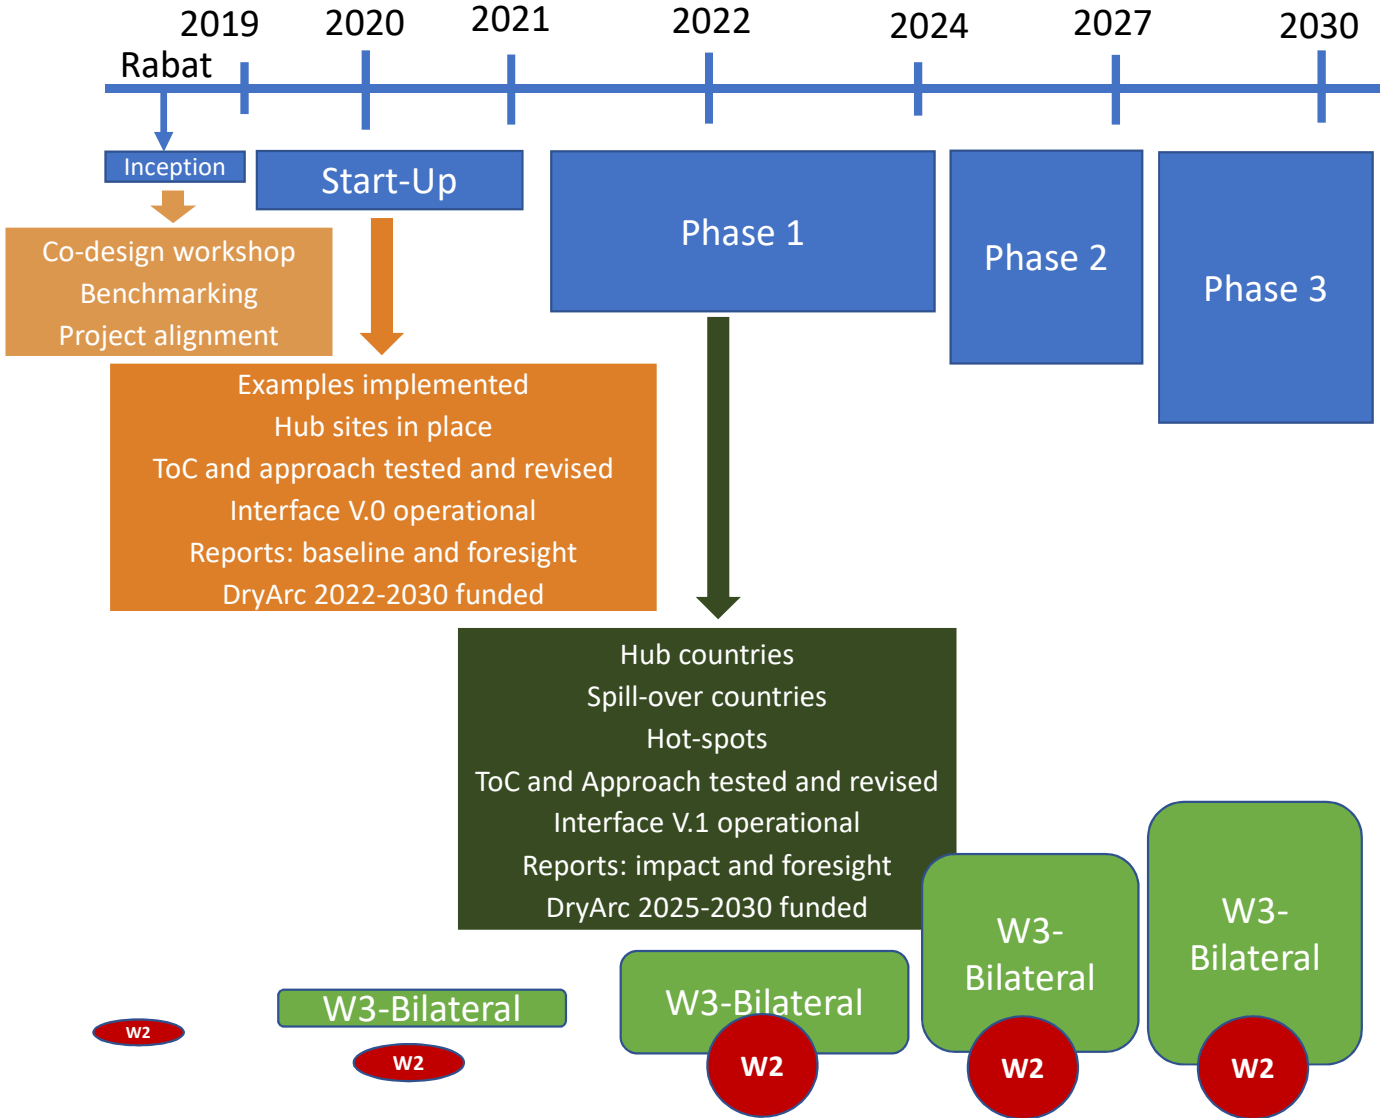 2019
2020
2021
2022
2024
2027
2030
Rabat
Inception
Start-Up
Phase 1
Phase 2
Phase 3
Co-design workshop
Benchmarking
Project alignment
Examples implemented
Hub sites in place
ToC and approach tested and revised
Interface V.0 operational
Reports: baseline and foresight
DryArc 2022-2030 funded
Hub countries
Spill-over countries
Hot-spots
ToC and Approach tested and revised
Interface V.1 operational
Reports: impact and foresight
DryArc 2025-2030 funded
W3-Bilateral
W3-Bilateral
W3-
Bilateral
W3-
Bilateral
W2
W2
W2
W2
W2